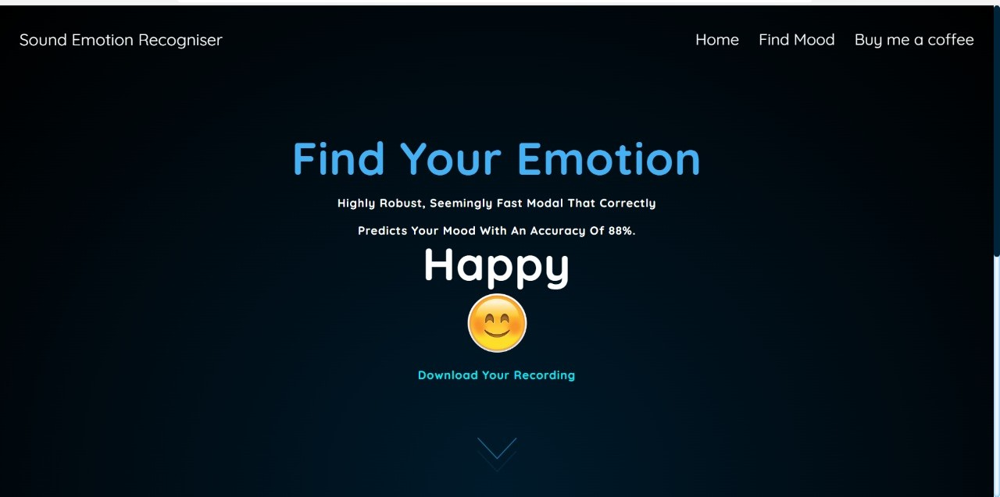 Sound Emotion Recogniser
Home Find Mood Buy me a coffee
Find Your Emotion
Highly Robust, Seemingly Fast Modal That Correctly
Predicts Your Mood With An Accuracy Of 88%.
Happy
Download Your Recording